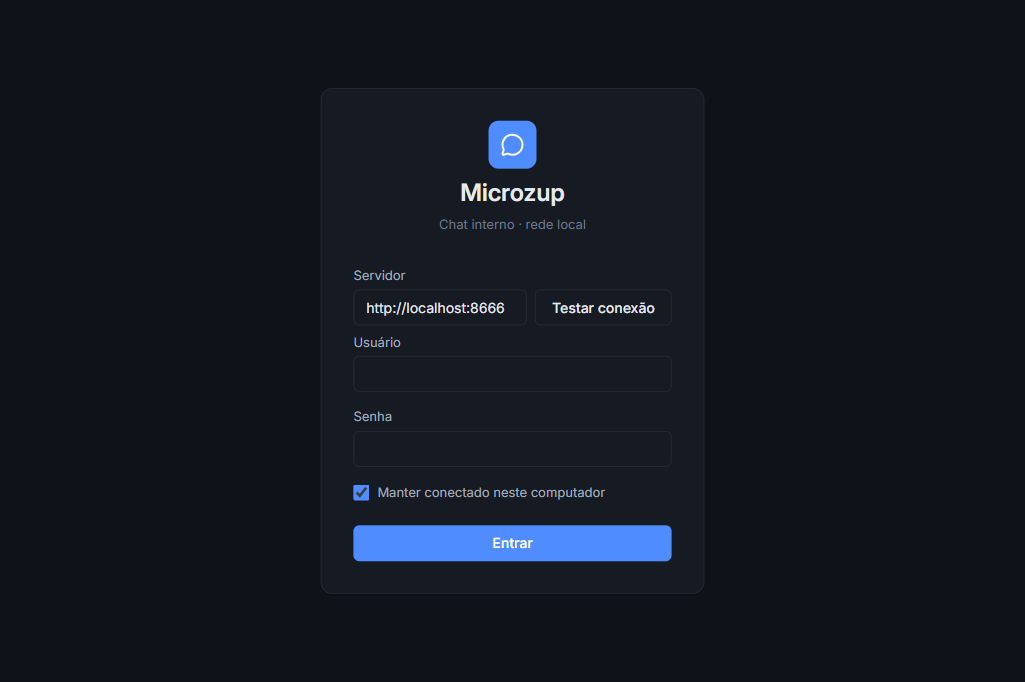 Microzup
Chat interno · rede local
Servidor
http://localhost:8666 Testar conexão
Usuário
Senha
Manter conectado neste computador
Entrar